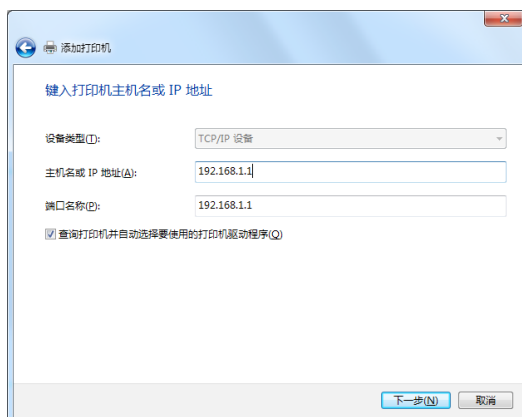 添加打印机
键入打印机主机名或 IP 地址
设备类型(T): TCP/IP 设备
主机名或 IP 地址(A): 192.168.1.1
端口名称(P): 192.168.1.1
查询打印机并自动选择要使用的打印机驱动程序(Q)
下一步(N) 取消